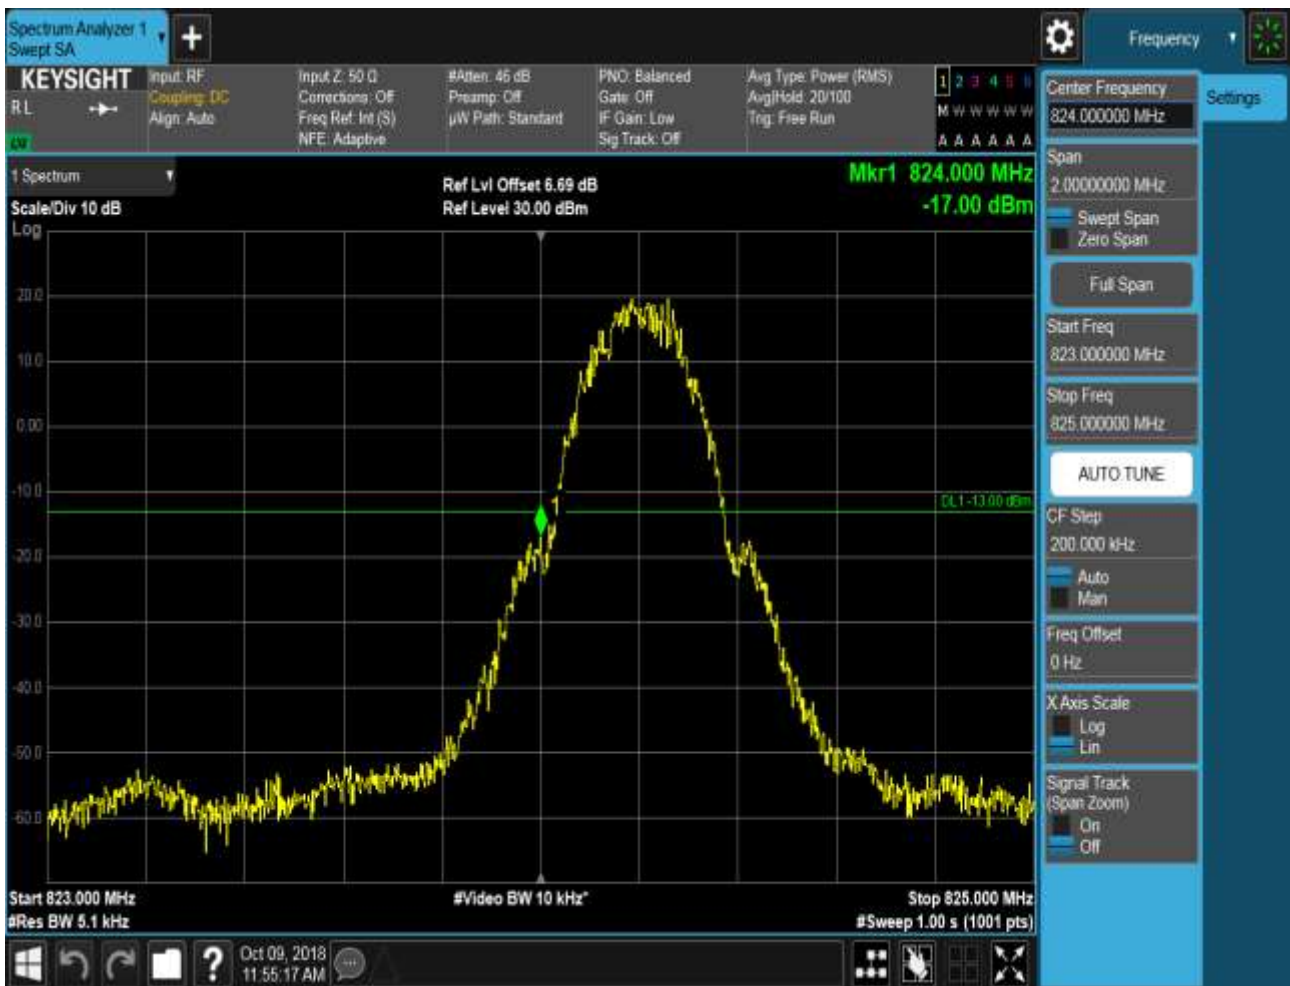 Spectrum Analyzer 1
Swept SA
+
Frequency
KEYSIGHT
RL
Input: RF
Coupling: DC
Align: Auto
Input Z: 50 Ω
Corrections: Off
Freq Ref: Int (S)
NFE: Adaptive
#Atten: 46 dB
Preamp: Off
µW Path: Standard
PNO: Balanced
Gate: Off
IF Gain: Low
Sig Track: Off
Avg Type: Power (RMS)
Avg|Hold: 20/100
Trig: Free Run
1 2 3 4 5 6
M W W W W W
A A A A A A
1 Spectrum
Scale/Div 10 dB
Log
Ref Lvl Offset 6.69 dB
Ref Level 30.00 dBm
Mkr1 824.000 MHz
-17.00 dBm
20.0
10.0
0.00
-10.0
-20.0
-30.0
-40.0
-50.0
-60.0
DL1 -13.00 dBm
1
Start 823.000 MHz
#Res BW 5.1 kHz
#Video BW 10 kHz*
Stop 825.000 MHz
#Sweep 1.00 s (1001 pts)
?
Oct 09, 2018
11:55:17 AM
Center Frequency
824.000000 MHz
Settings
Span
2.00000000 MHz
Swept Span
Zero Span
Full Span
Start Freq
823.000000 MHz
Stop Freq
825.000000 MHz
AUTO TUNE
CF Step
200.000 kHz
Auto
Man
Freq Offset
0 Hz
X Axis Scale
Log
Lin
Signal Track
(Span Zoom)
On
Off